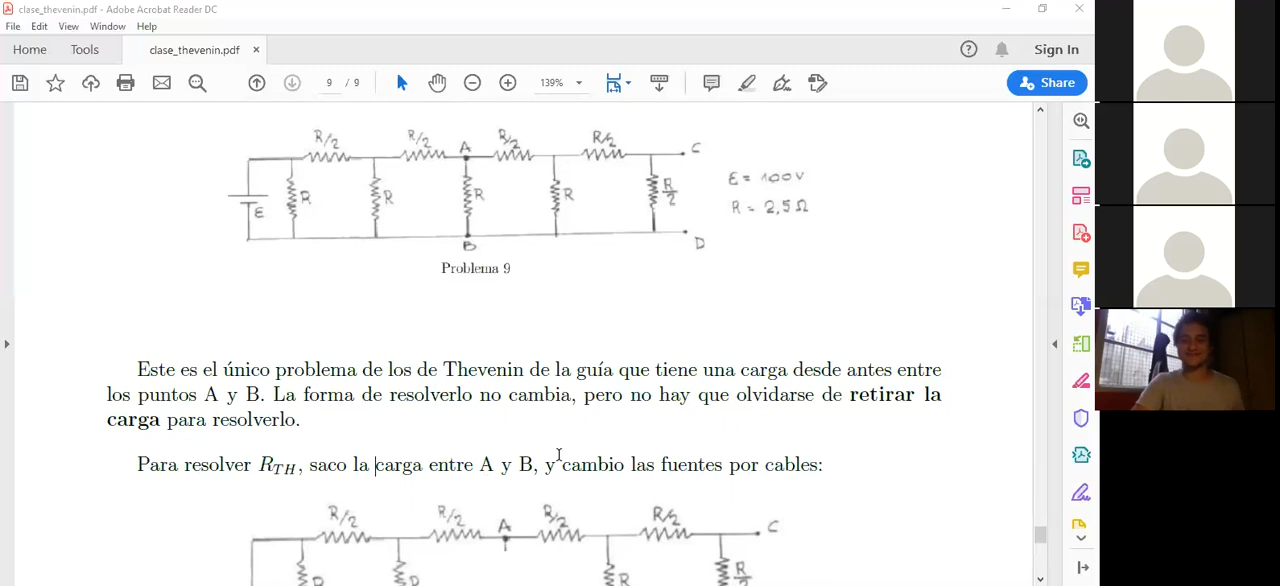 clase_thevenin.pdf - Adobe Acrobat Reader DC
File Edit View Window Help
Home Tools clase_thevenin.pdf × Sign In
9 / 9 139% Share
R/2 R/2 A R/2 R/2 C
R R R R R/2
ε
ε = 100V
R = 2,5Ω
B D
Problema 9
Este es el único problema de los de Thevenin de la guía que tiene una carga desde antes entre
los puntos A y B. La forma de resolverlo no cambia, pero no hay que olvidarse de retirar la
carga para resolverlo.
Para resolver R_TH, saco la carga entre A y B, y cambio las fuentes por cables:
R/2 R/2 A R/2 R/2 C
R R R R/2